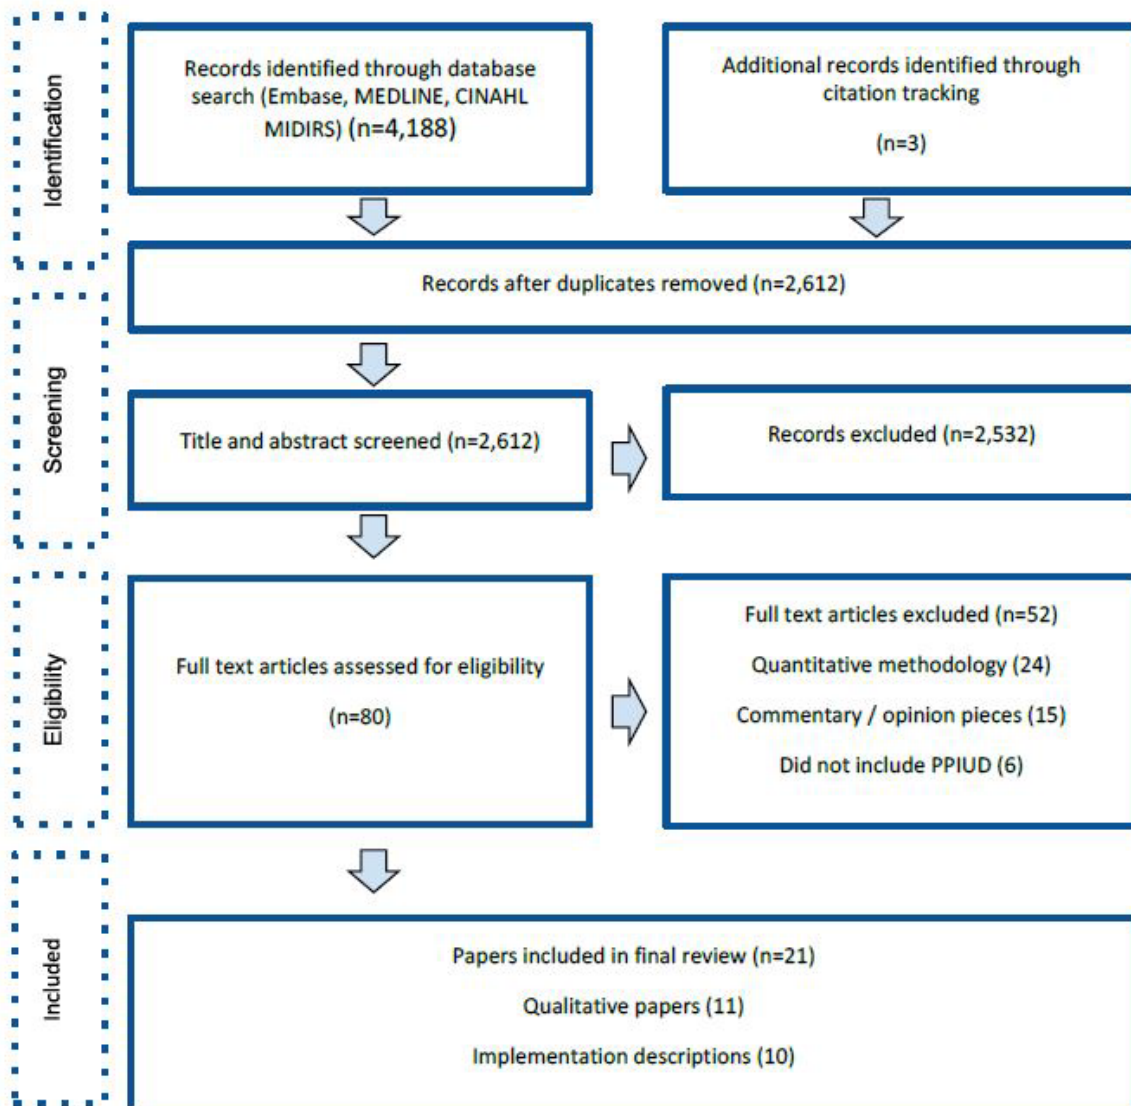 Identification
Records identified through database
search (Embase, MEDLINE, CINAHL
MIDIRS) (n=4,188)
Additional records identified through
citation tracking
(n=3)
Records after duplicates removed (n=2,612)
Screening
Title and abstract screened (n=2,612)
Records excluded (n=2,532)
Eligibility
Full text articles assessed for eligibility
(n=80)
Full text articles excluded (n=52)
Quantitative methodology (24)
Commentary / opinion pieces (15)
Did not include PPIUD (6)
Included
Papers included in final review (n=21)
Qualitative papers (11)
Implementation descriptions (10)